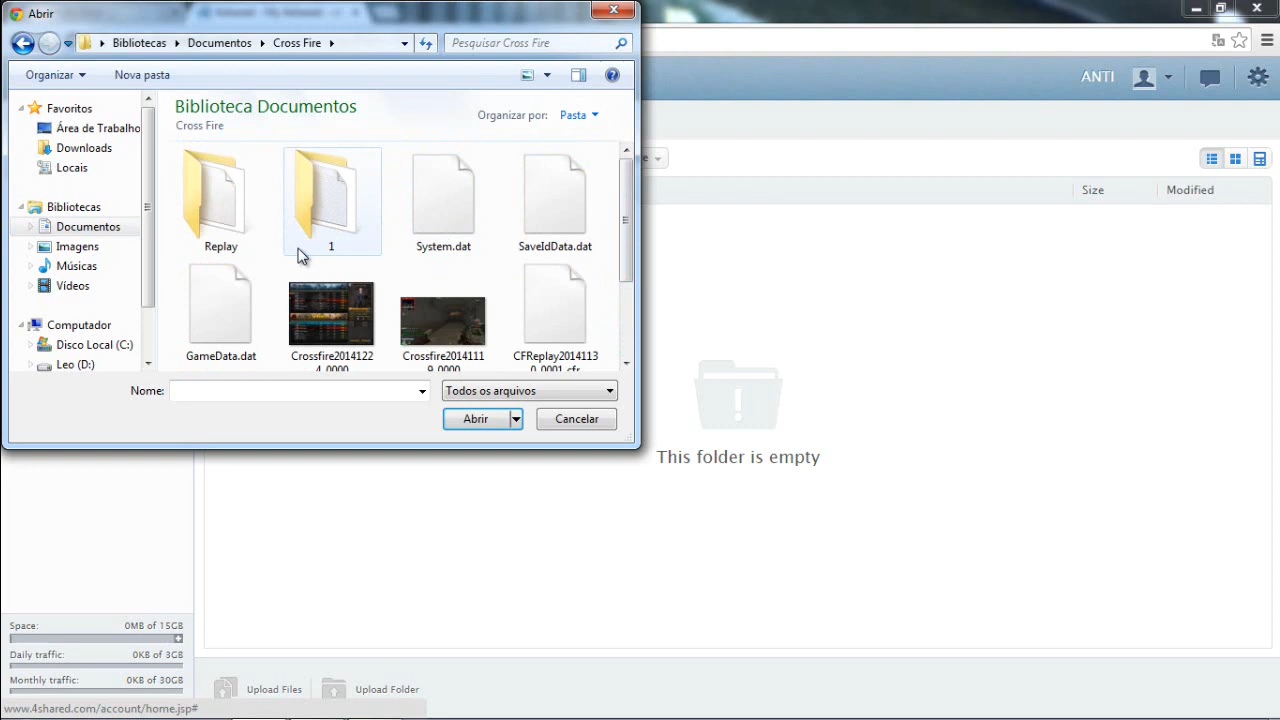 Abrir
Bibliotecas Documentos Cross Fire
Pesquisar Cross Fire
Organizar Nova pasta
Favoritos
Área de Trabalho
Downloads
Locais
Bibliotecas
Documentos
Imagens
Músicas
Vídeos
Computador
Disco Local (C:)
Leo (D:)
Biblioteca Documentos
Cross Fire
Organizar por: Pasta
Replay
1
System.dat
SaveIdData.dat
GameData.dat
Crossfire2014122
4_0000
Crossfire2014111
9_0000
CFReplay2014113
0_0001.cfr
Nome:
Todos os arquivos
Abrir
Cancelar
ANTI
Size
Modified
This folder is empty
Space: 0MB of 15GB
Daily traffic: 0KB of 3GB
Monthly traffic: 0KB of 30GB
Upload Files
Upload Folder
www.4shared.com/account/home.jsp#